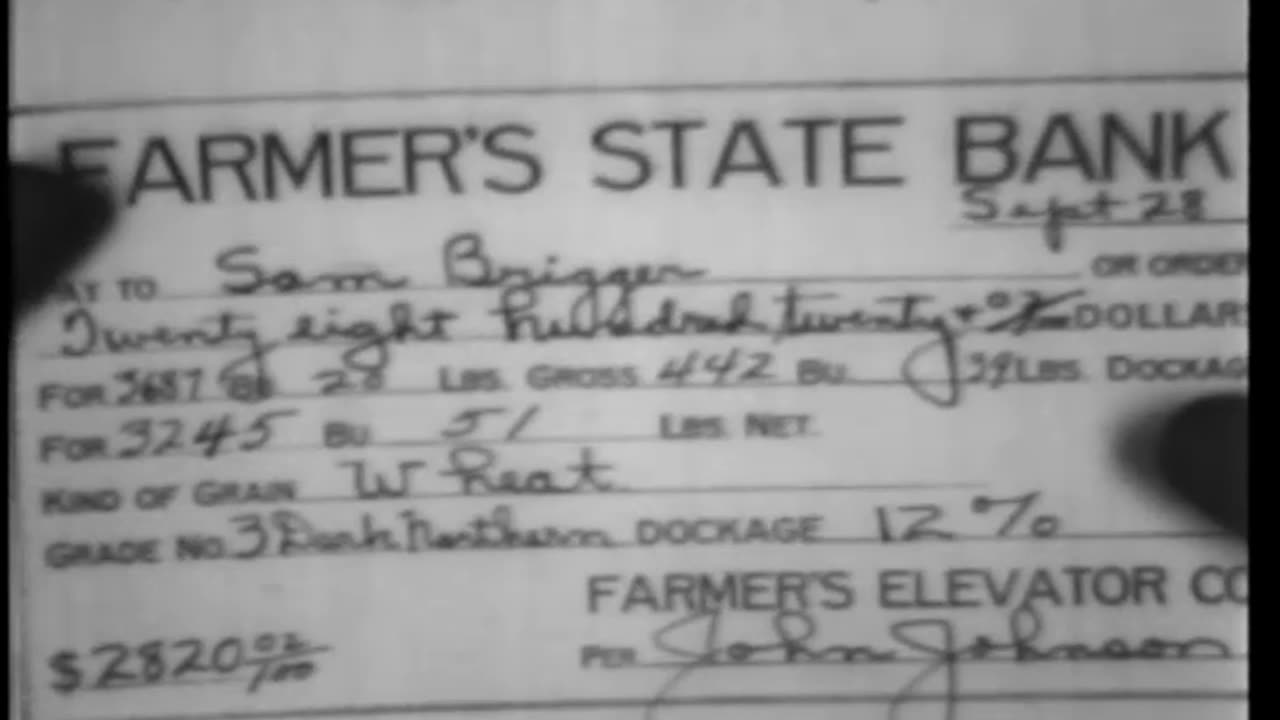 FARMER'S STATE BANK
Sept 28
PAY TO Sam Brigger OR ORDER
Twenty eight hundred twenty + 02/100 DOLLARS
FOR 3687 BU 28 LBS. GROSS 442 BU 39 LBS. DOCKAG
FOR 3245 BU 51 LBS. NET.
KIND OF GRAIN Wheat
GRADE NO. 3 Dark Northern DOCKAGE 12%
FARMER'S ELEVATOR CO
$2820 02/100 PER John Johnson